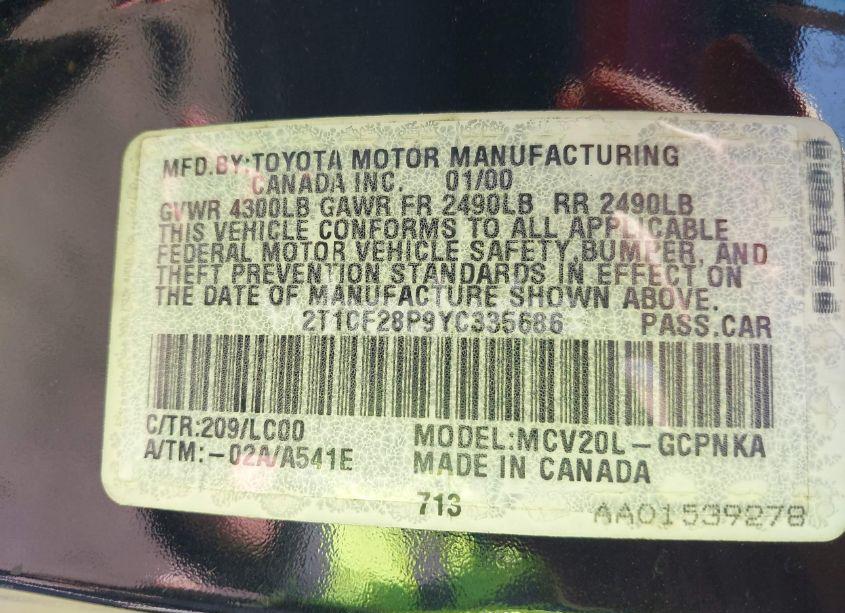 MFD.BY:TOYOTA MOTOR MANUFACTURING
CANADA INC. 01/00
GVWR 4300LB GAWR FR 2490LB RR 2490LB
THIS VEHICLE CONFORMS TO ALL APPLICABLE
FEDERAL MOTOR VEHICLE SAFETY,BUMPER, AND
THEFT PREVENTION STANDARDS IN EFFECT ON
THE DATE OF MANUFACTURE SHOWN ABOVE.
2T1CF28P9YC335686 PASS.CAR
C/TR:209/LC00 MODEL:MCV20L-GCPNKA
A/TM:-02A/A541E MADE IN CANADA
713
AA01539278